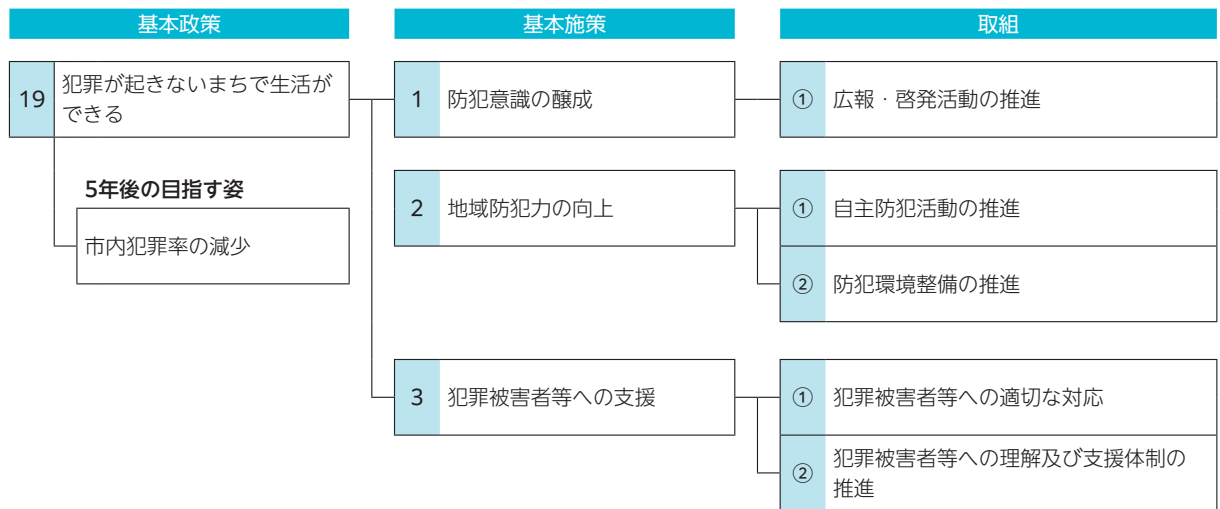 基本政策
基本施策
取組
19
犯罪が起きないまちで生活が
できる
5年後の目指す姿
市内犯罪率の減少
1
防犯意識の醸成
①
広報・啓発活動の推進
2
地域防犯力の向上
①
自主防犯活動の推進
②
防犯環境整備の推進
3
犯罪被害者等への支援
①
犯罪被害者等への適切な対応
②
犯罪被害者等への理解及び支援体制の
推進